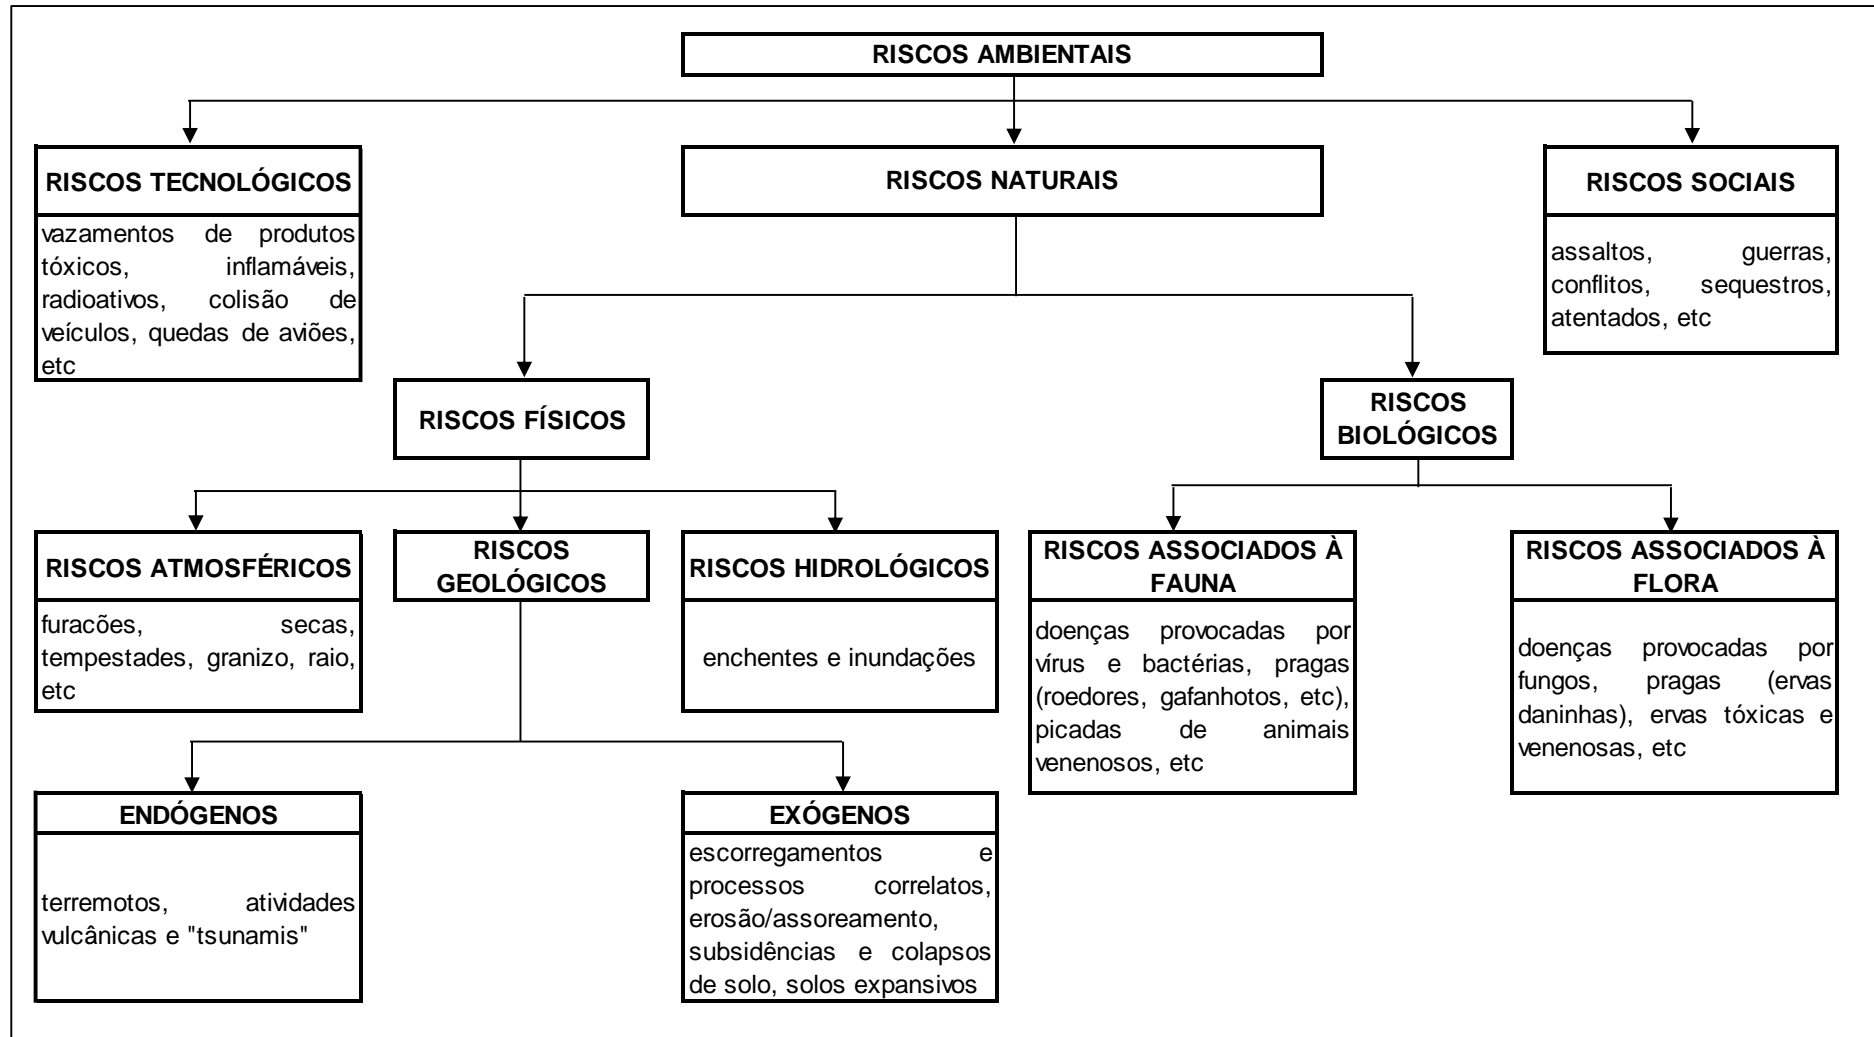 RISCOS AMBIENTAIS
RISCOS TECNOLÓGICOS
vazamentos de produtos
tóxicos, inflamáveis,
radioativos, colisão de
veículos, quedas de aviões,
etc
RISCOS NATURAIS
RISCOS SOCIAIS
assaltos, guerras,
conflitos, sequestros,
atentados, etc
RISCOS FÍSICOS
RISCOS
BIOLÓGICOS
RISCOS ATMOSFÉRICOS
furacões, secas,
tempestades, granizo, raio,
etc
RISCOS
GEOLÓGICOS
RISCOS HIDROLÓGICOS
enchentes e inundações
RISCOS ASSOCIADOS À
FAUNA
doenças provocadas por
vírus e bactérias, pragas
(roedores, gafanhotos, etc),
picadas de animais
venenosos, etc
RISCOS ASSOCIADOS À
FLORA
doenças provocadas por
fungos, pragas (ervas
daninhas), ervas tóxicas e
venenosas, etc
ENDÓGENOS
terremotos, atividades
vulcânicas e "tsunamis"
EXÓGENOS
escorregamentos e
processos correlatos,
erosão/assoreamento,
subsidências e colapsos
de solo, solos expansivos